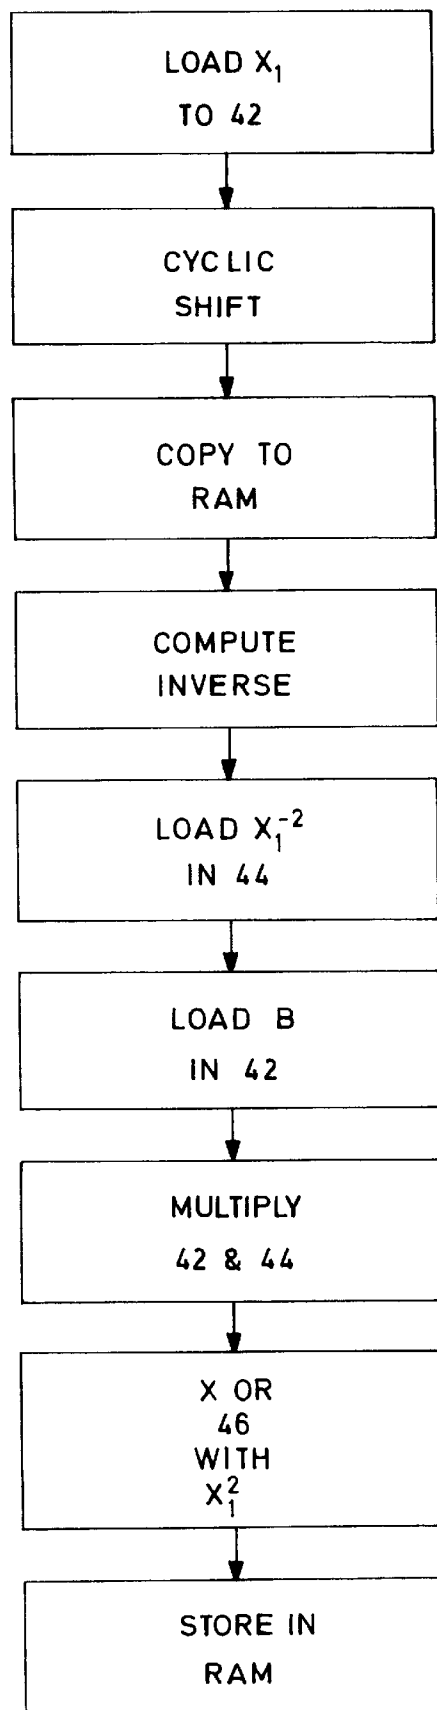 LOAD X₁
TO 42
CYCLIC
SHIFT
COPY TO
RAM
COMPUTE
INVERSE
LOAD X₁⁻²
IN 44
LOAD B
IN 42
MULTIPLY
42 & 44
X OR
46
WITH
X₁²
STORE IN
RAM